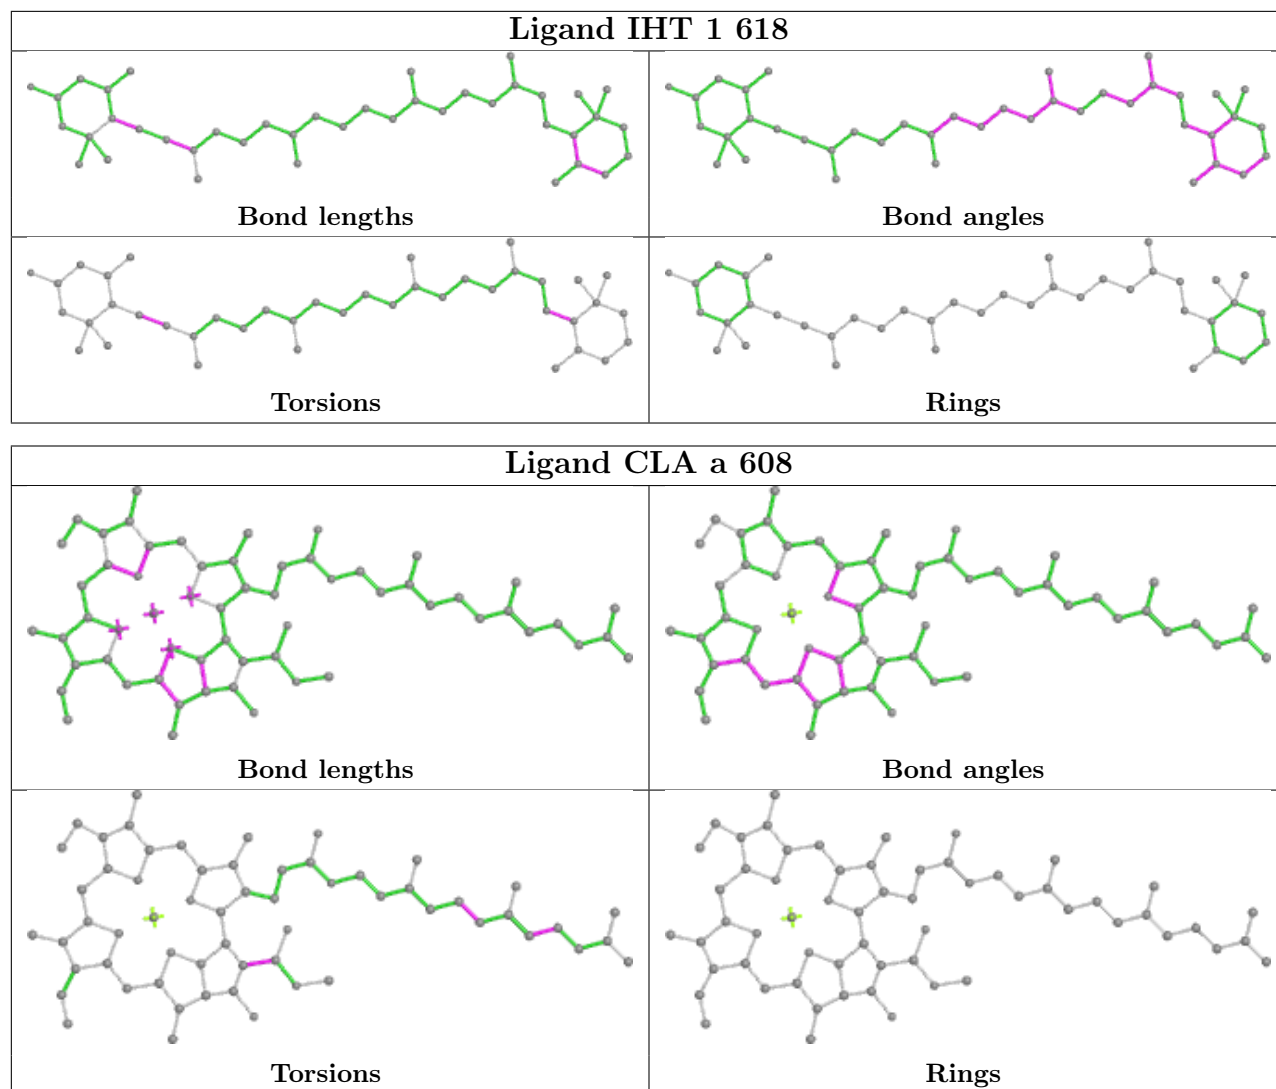 Ligand IHT 1 618
Bond lengths
Bond angles
Torsions
Rings
Ligand CLA a 608
Bond lengths
Bond angles
Torsions
Rings